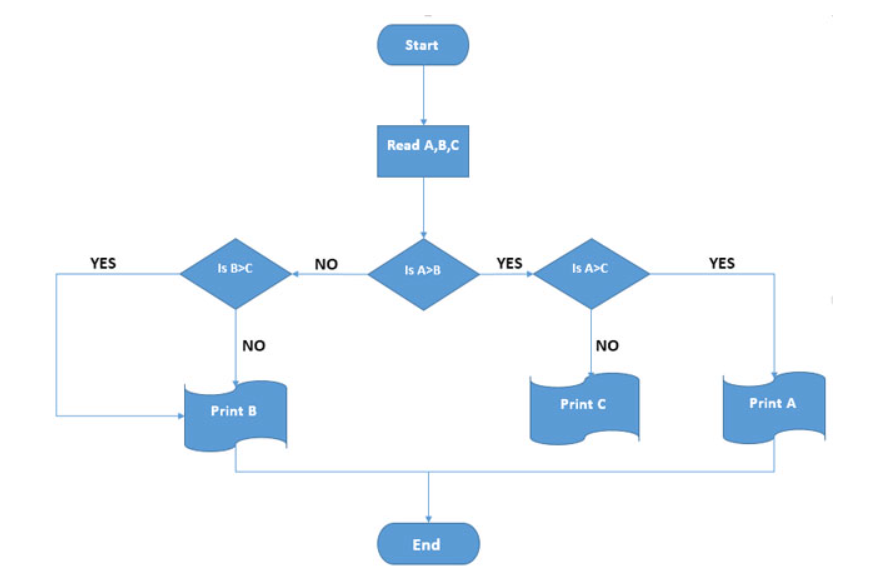 Start
Read A,B,C
YES
Is B>C
NO
Is A>B
YES
Is A>C
YES
NO
NO
Print B
Print C
Print A
End